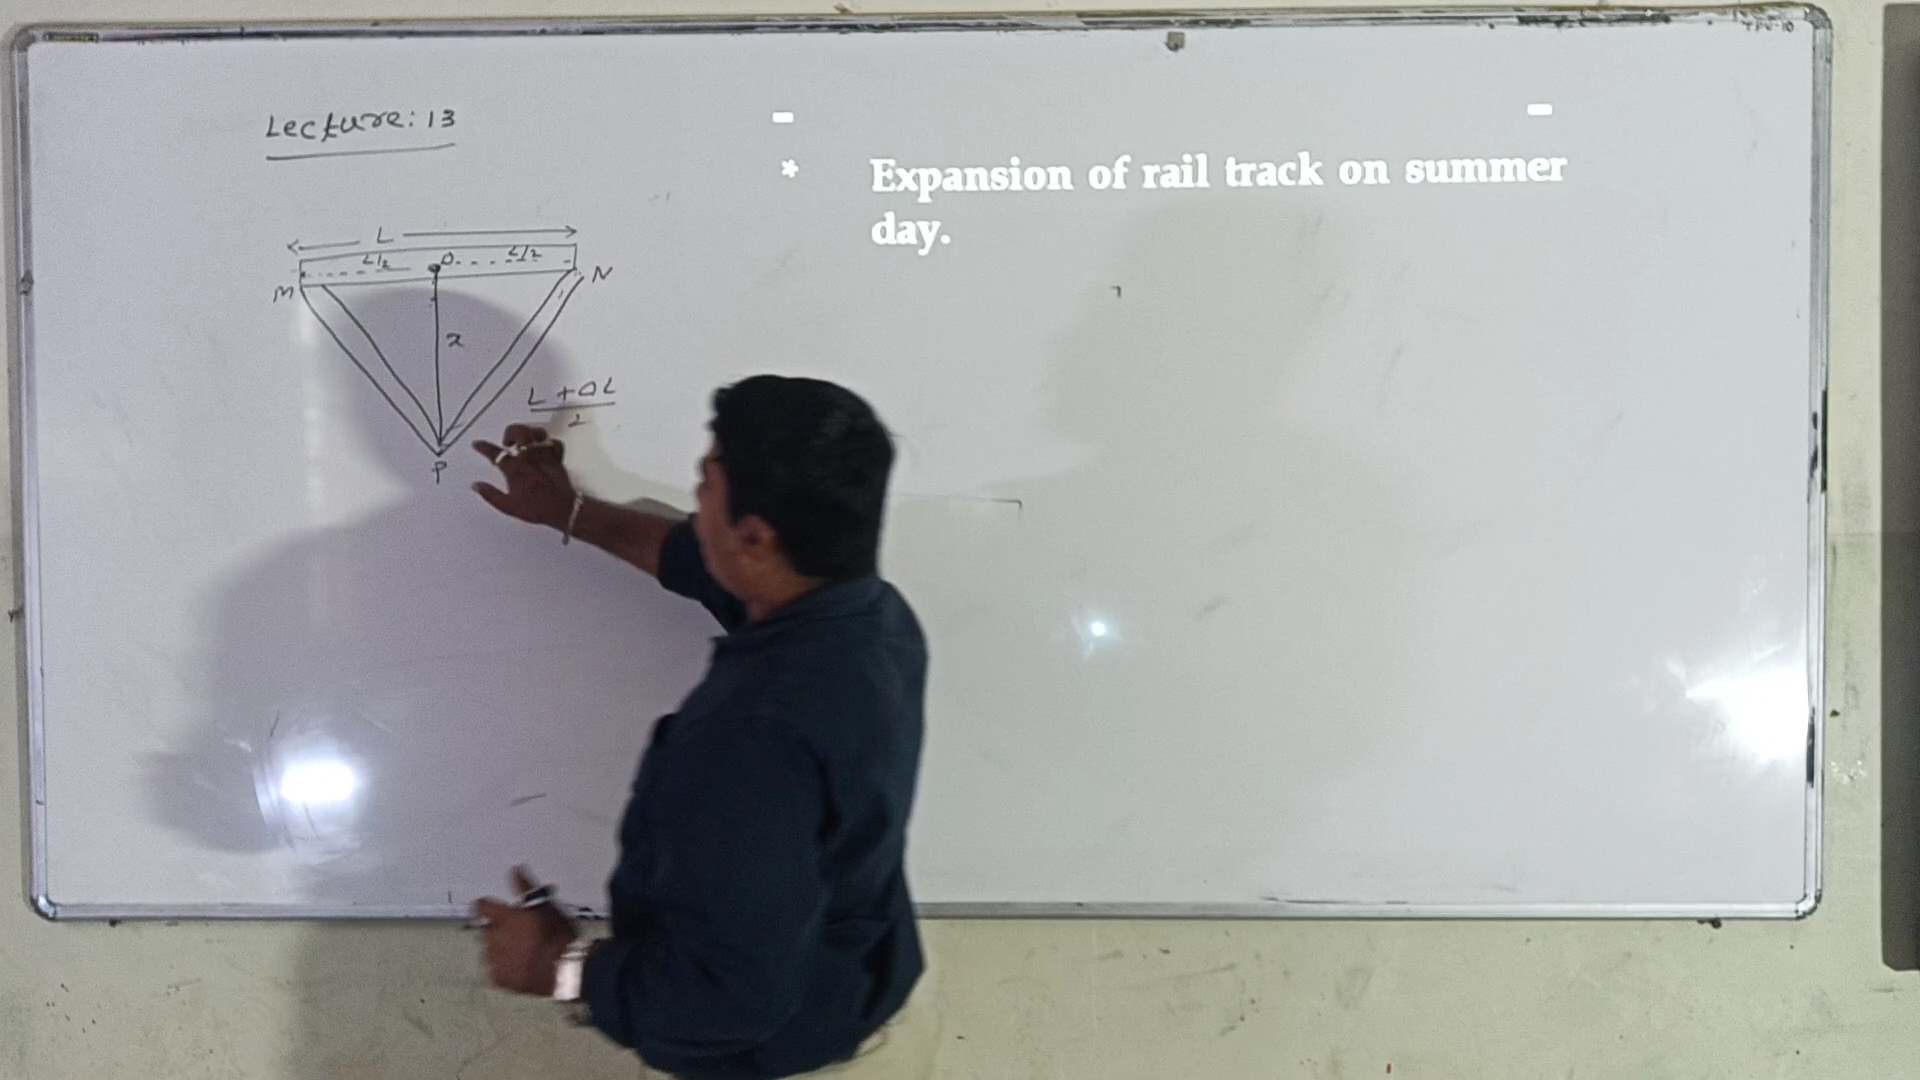 Lecture: 13
* Expansion of rail track on summer
day.
L
L/2 O L/2
M N
x
L + ΔL
2
P